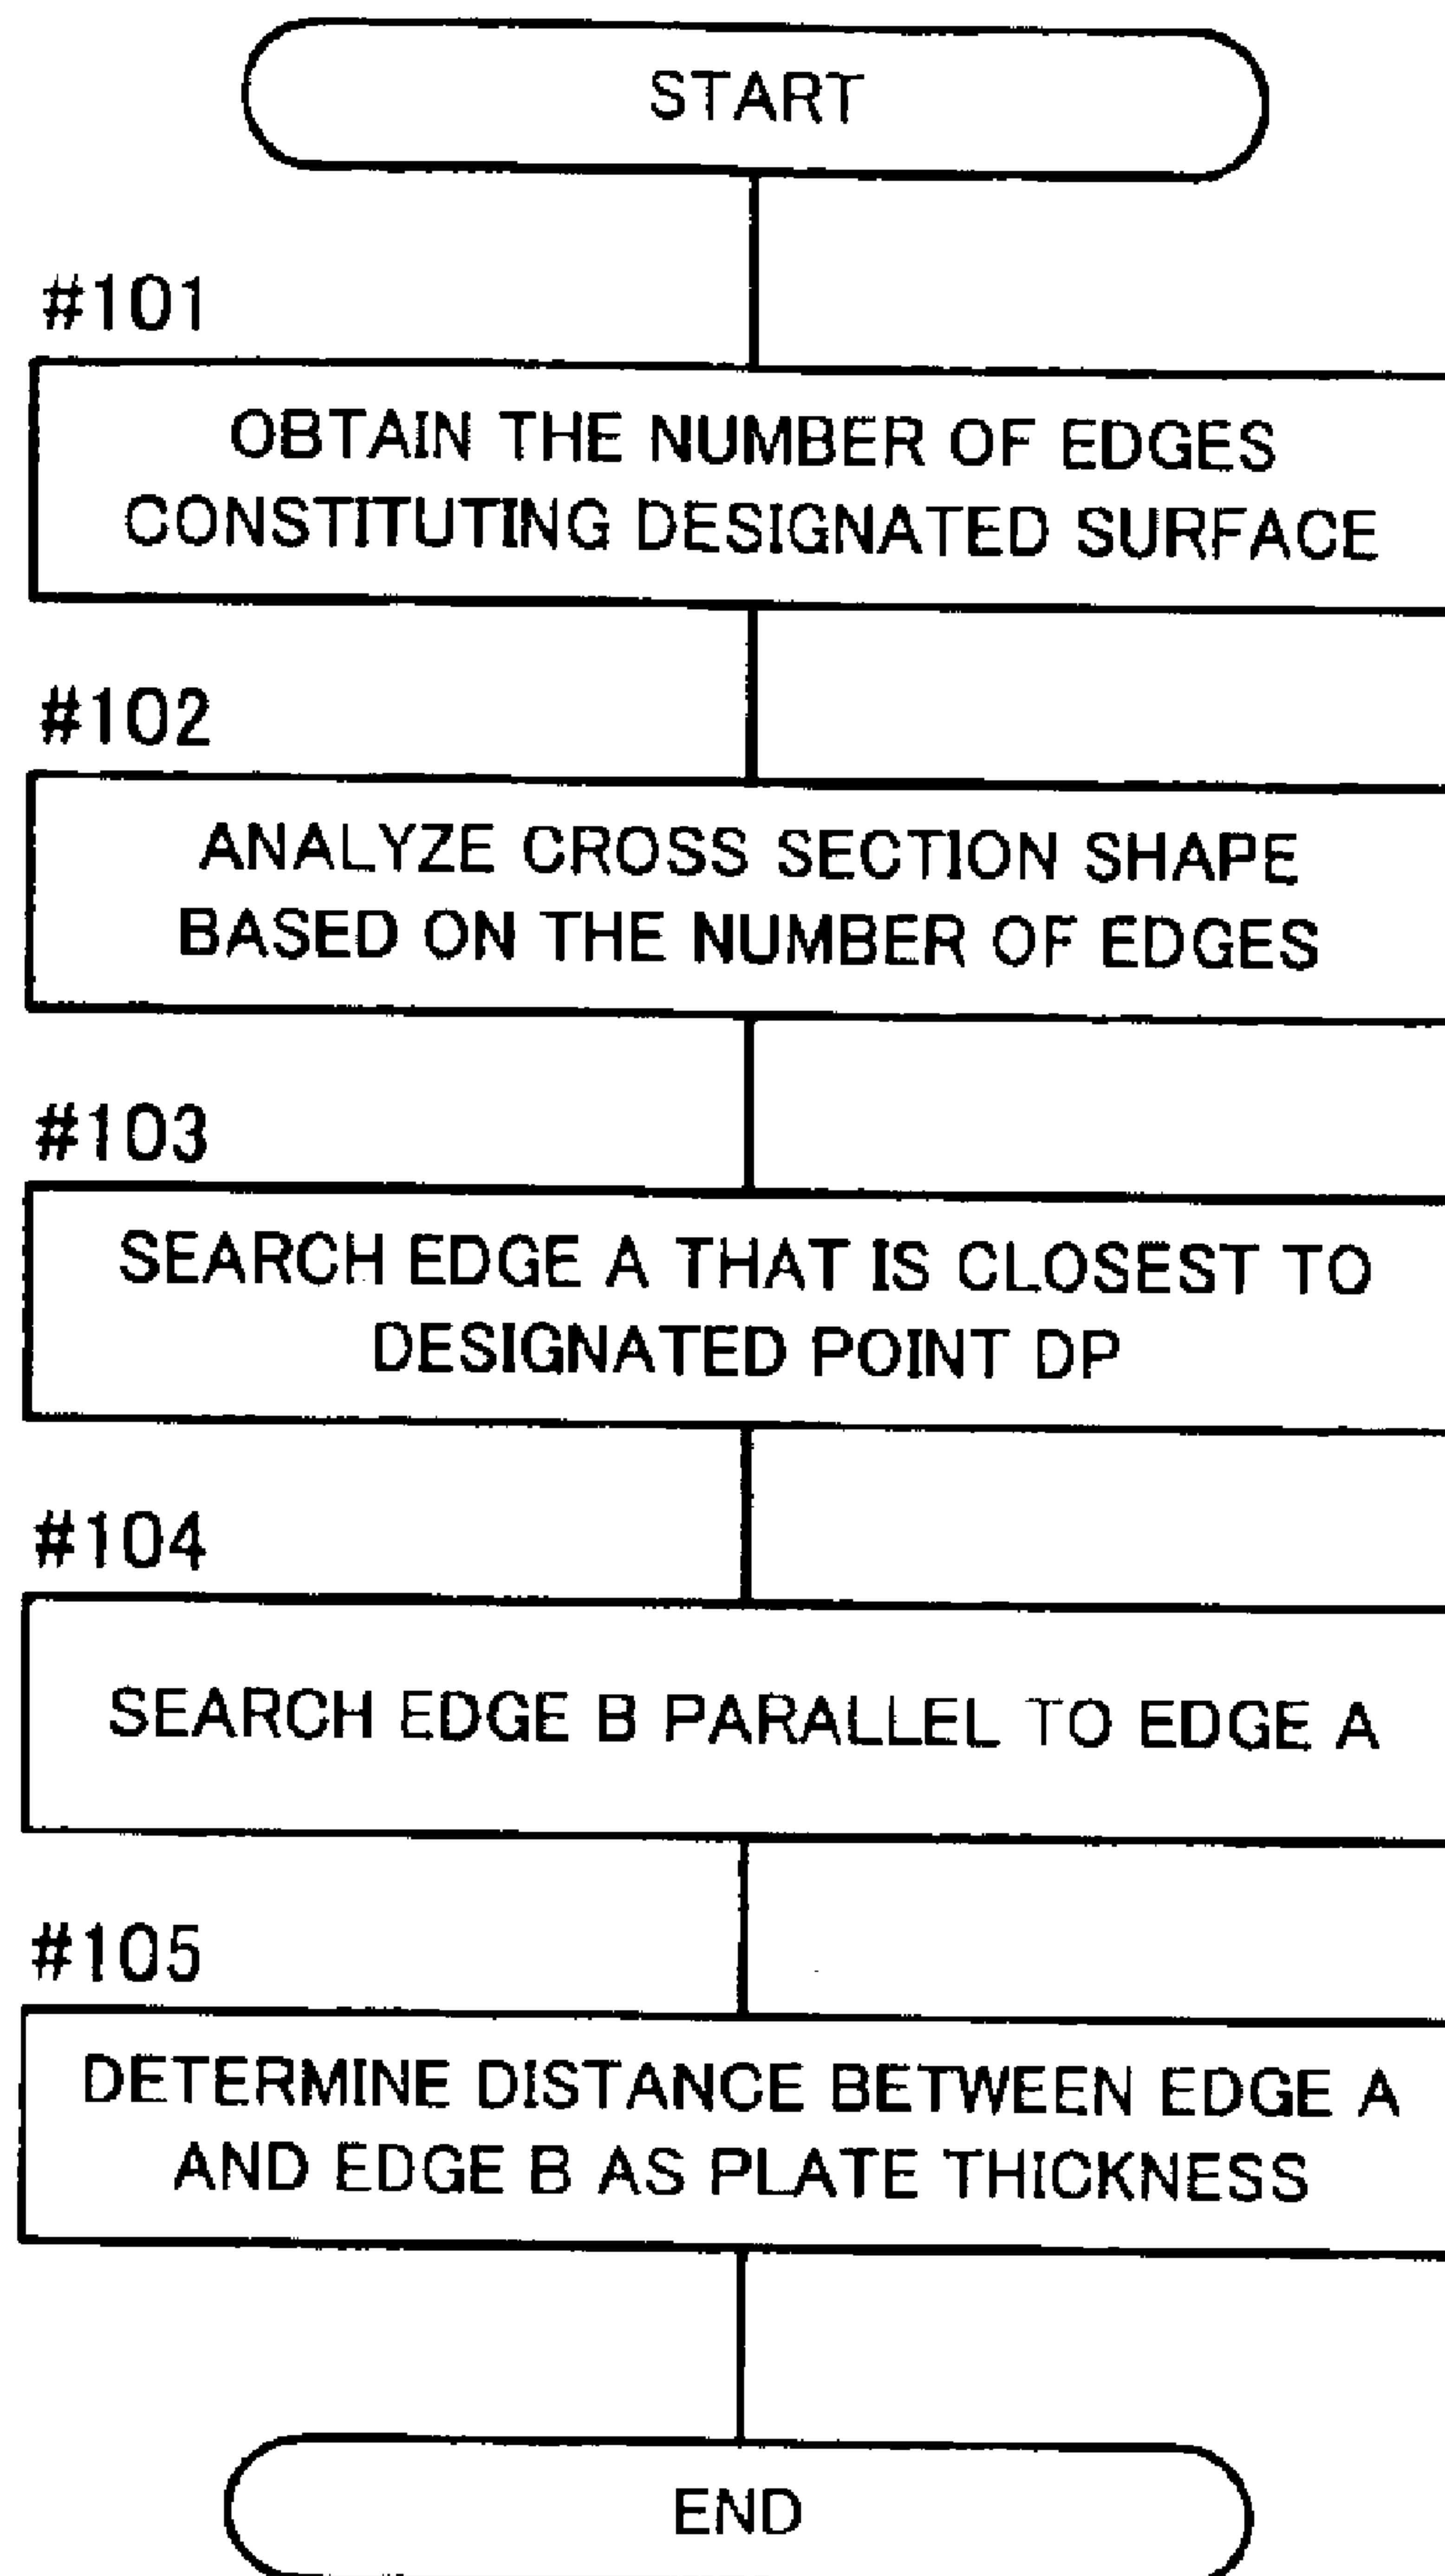 START
#101
OBTAIN THE NUMBER OF EDGES
CONSTITUTING DESIGNATED SURFACE
#102
ANALYZE CROSS SECTION SHAPE
BASED ON THE NUMBER OF EDGES
#103
SEARCH EDGE A THAT IS CLOSEST TO
DESIGNATED POINT DP
#104
SEARCH EDGE B PARALLEL TO EDGE A
#105
DETERMINE DISTANCE BETWEEN EDGE A
AND EDGE B AS PLATE THICKNESS
END